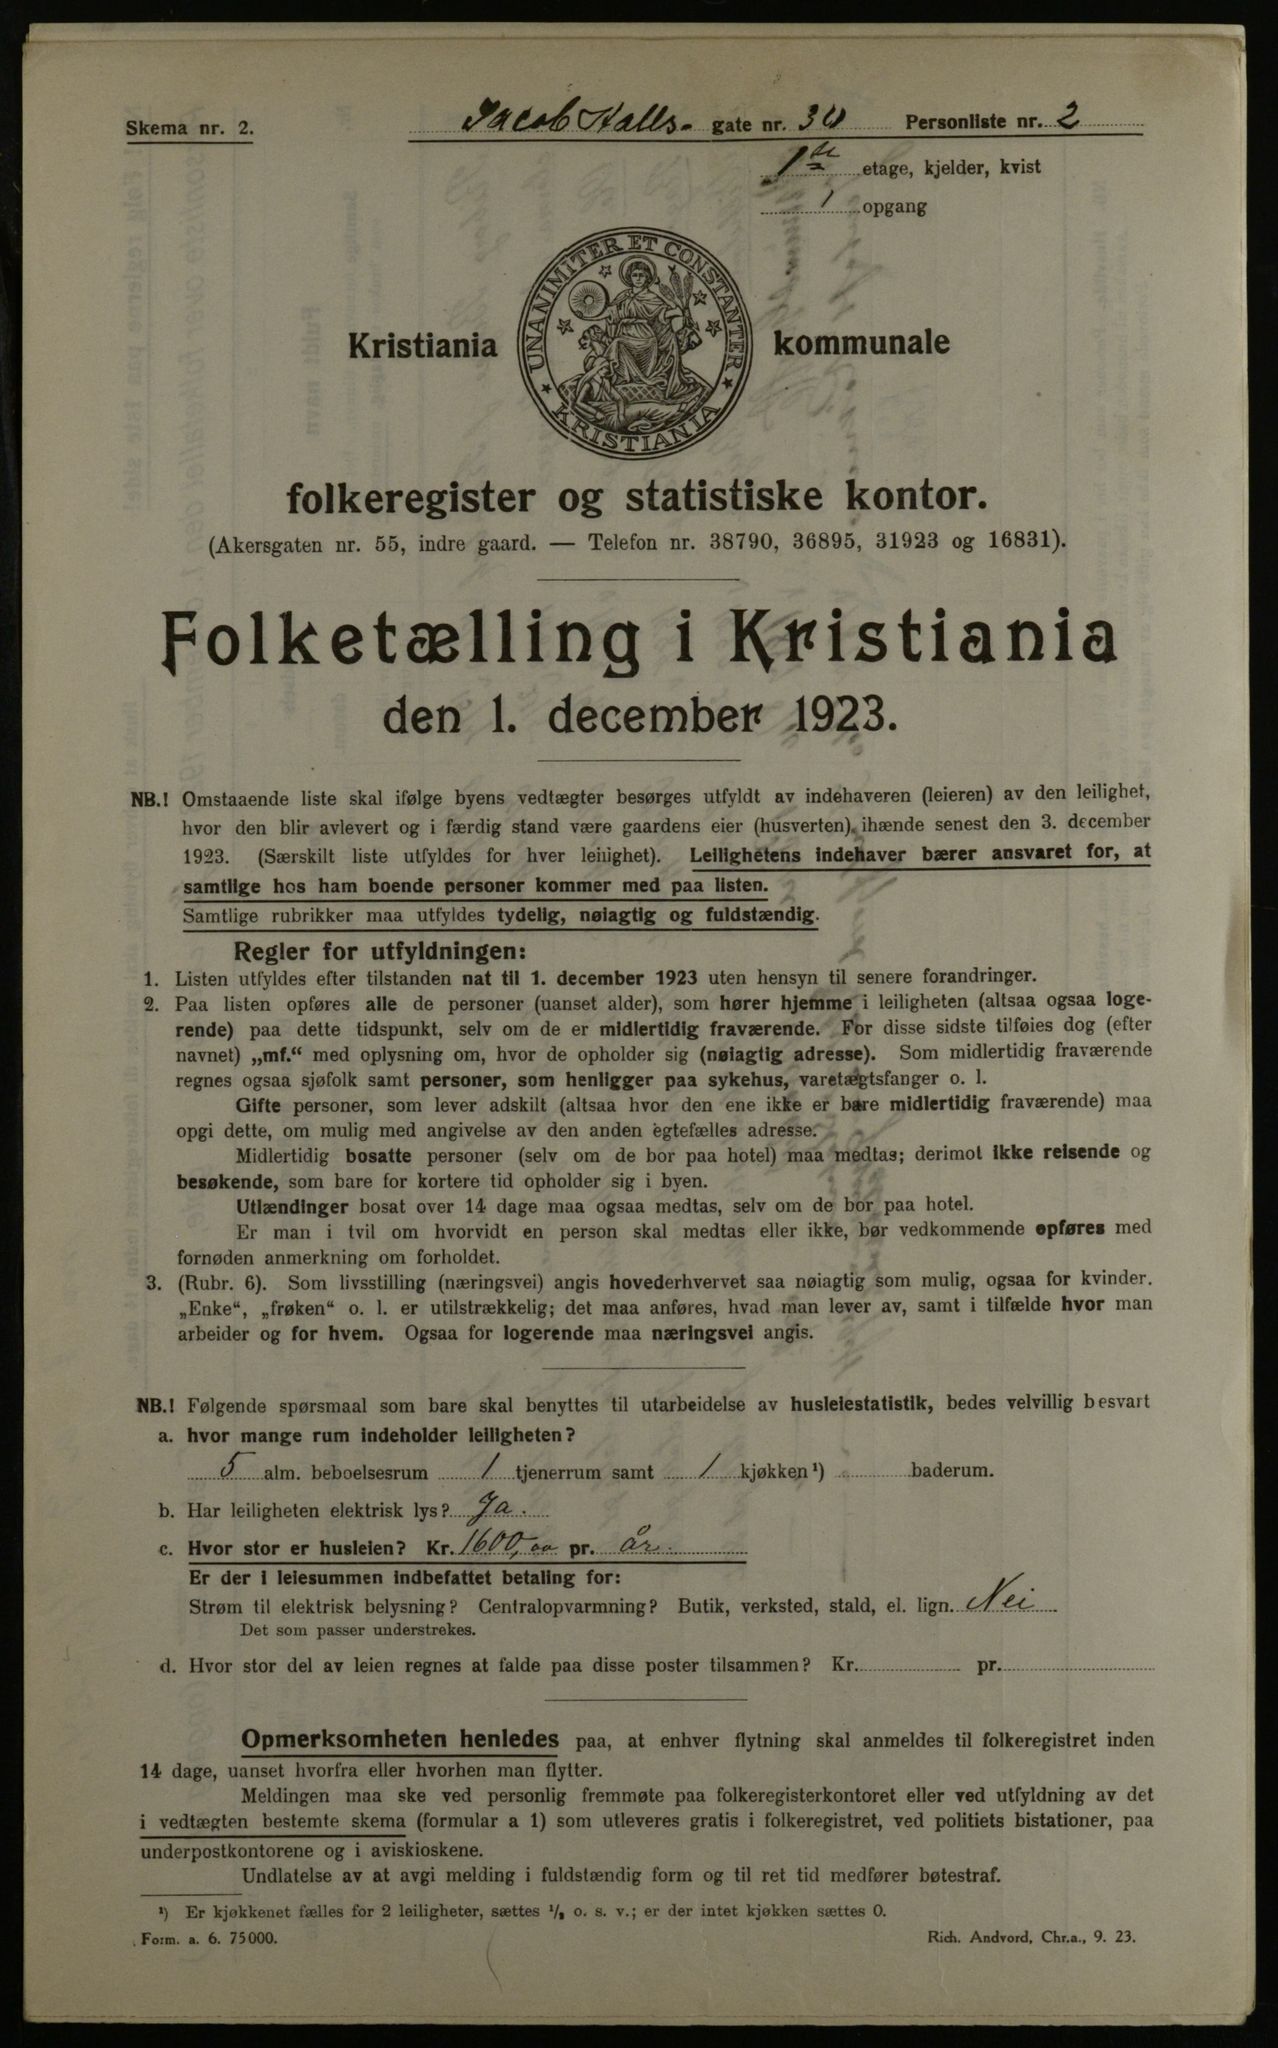 Skema nr. 2.
Jacob Halls- gate nr. 30 Personliste nr. 2
1ste etage, kjelder, kvist
1 opgang
UNANIMITER ET CONSTANTER
KRISTIANIA
Kristiania kommunale
folkeregister og statistiske kontor.
(Akersgaten nr. 55, indre gaard. — Telefon nr. 38790, 36895, 31923 og 16831).
Folketælling i Kristiania
den 1. december 1923.
NB.! Omstaaende liste skal ifølge byens vedtægter besørges utfyldt av indehaveren (leieren) av den leilighet,
hvor den blir avlevert og i færdig stand være gaardens eier (husverten) ihænde senest den 3. december
1923. (Særskilt liste utfyldes for hver leilighet). Leilighetens indehaver bærer ansvaret for, at
samtlige hos ham boende personer kommer med paa listen.
Samtlige rubrikker maa utfyldes tydelig, nøiagtig og fuldstændig.
Regler for utfyldningen:
1. Listen utfyldes efter tilstanden nat til 1. december 1923 uten hensyn til senere forandringer.
2. Paa listen opføres alle de personer (uanset alder), som hører hjemme i leiligheten (altsaa ogsaa loge-
rende) paa dette tidspunkt, selv om de er midlertidig fraværende. For disse sidste tilføies dog (efter
navnet) „mf.“ med oplysning om, hvor de opholder sig (nøiagtig adresse). Som midlertidig fraværende
regnes ogsaa sjøfolk samt personer, som henligger paa sykehus, varetægtsfanger o. l.
Gifte personer, som lever adskilt (altsaa hvor den ene ikke er bare midlertidig fraværende) maa
opgi dette, om mulig med angivelse av den anden egtefælles adresse.
Midlertidig bosatte personer (selv om de bor paa hotel) maa medtas; derimot ikke reisende og
besøkende, som bare for kortere tid opholder sig i byen.
Utlændinger bosat over 14 dage maa ogsaa medtas, selv om de bor paa hotel.
Er man i tvil om hvorvidt en person skal medtas eller ikke, bør vedkommende opføres med
fornøden anmerkning om forholdet.
3. (Rubr. 6). Som livsstilling (næringsvei) angis hovederhvervet saa nøiagtig som mulig, ogsaa for kvinder.
„Enke“, „frøken“ o. l. er utilstrækkelig; det maa anføres, hvad man lever av, samt i tilfælde hvor man
arbeider og for hvem. Ogsaa for logerende maa næringsvei angis.
NB.! Følgende spørsmaal som bare skal benyttes til utarbeidelse av husleiestatistik, bedes velvillig besvart
a. hvor mange rum indeholder leiligheten?
5 alm. beboelsesrum 1 tjenerrum samt 1 kjøkken¹) baderum.
b. Har leiligheten elektrisk lys? Ja.
c. Hvor stor er husleien? Kr. 1600,00 pr. år.
Er der i leiesummen indbefattet betaling for:
Strøm til elektrisk belysning? Centralopvarmning? Butik, verksted, stald, el. lign. Nei
Det som passer understrekes.
d. Hvor stor del av leien regnes at falde paa disse poster tilsammen? Kr. pr.
Opmerksomheten henledes paa, at enhver flytning skal anmeldes til folkeregistret inden
14 dage, uanset hvorfra eller hvorhen man flytter.
Meldingen maa ske ved personlig fremmøte paa folkeregisterkontoret eller ved utfyldning av det
i vedtægten bestemte skema (formular a 1) som utleveres gratis i folkeregistret, ved politiets bistationer, paa
underpostkontorene og i aviskioskene.
Undlatelse av at avgi melding i fuldstændig form og til ret tid medfører bøtestraf.
¹) Er kjøkkenet fælles for 2 leiligheter, sættes ½ o. s. v.; er der intet kjøkken sættes 0.
Form. a. 6. 75000. Rich. Andvord, Chr.a., 9. 23.